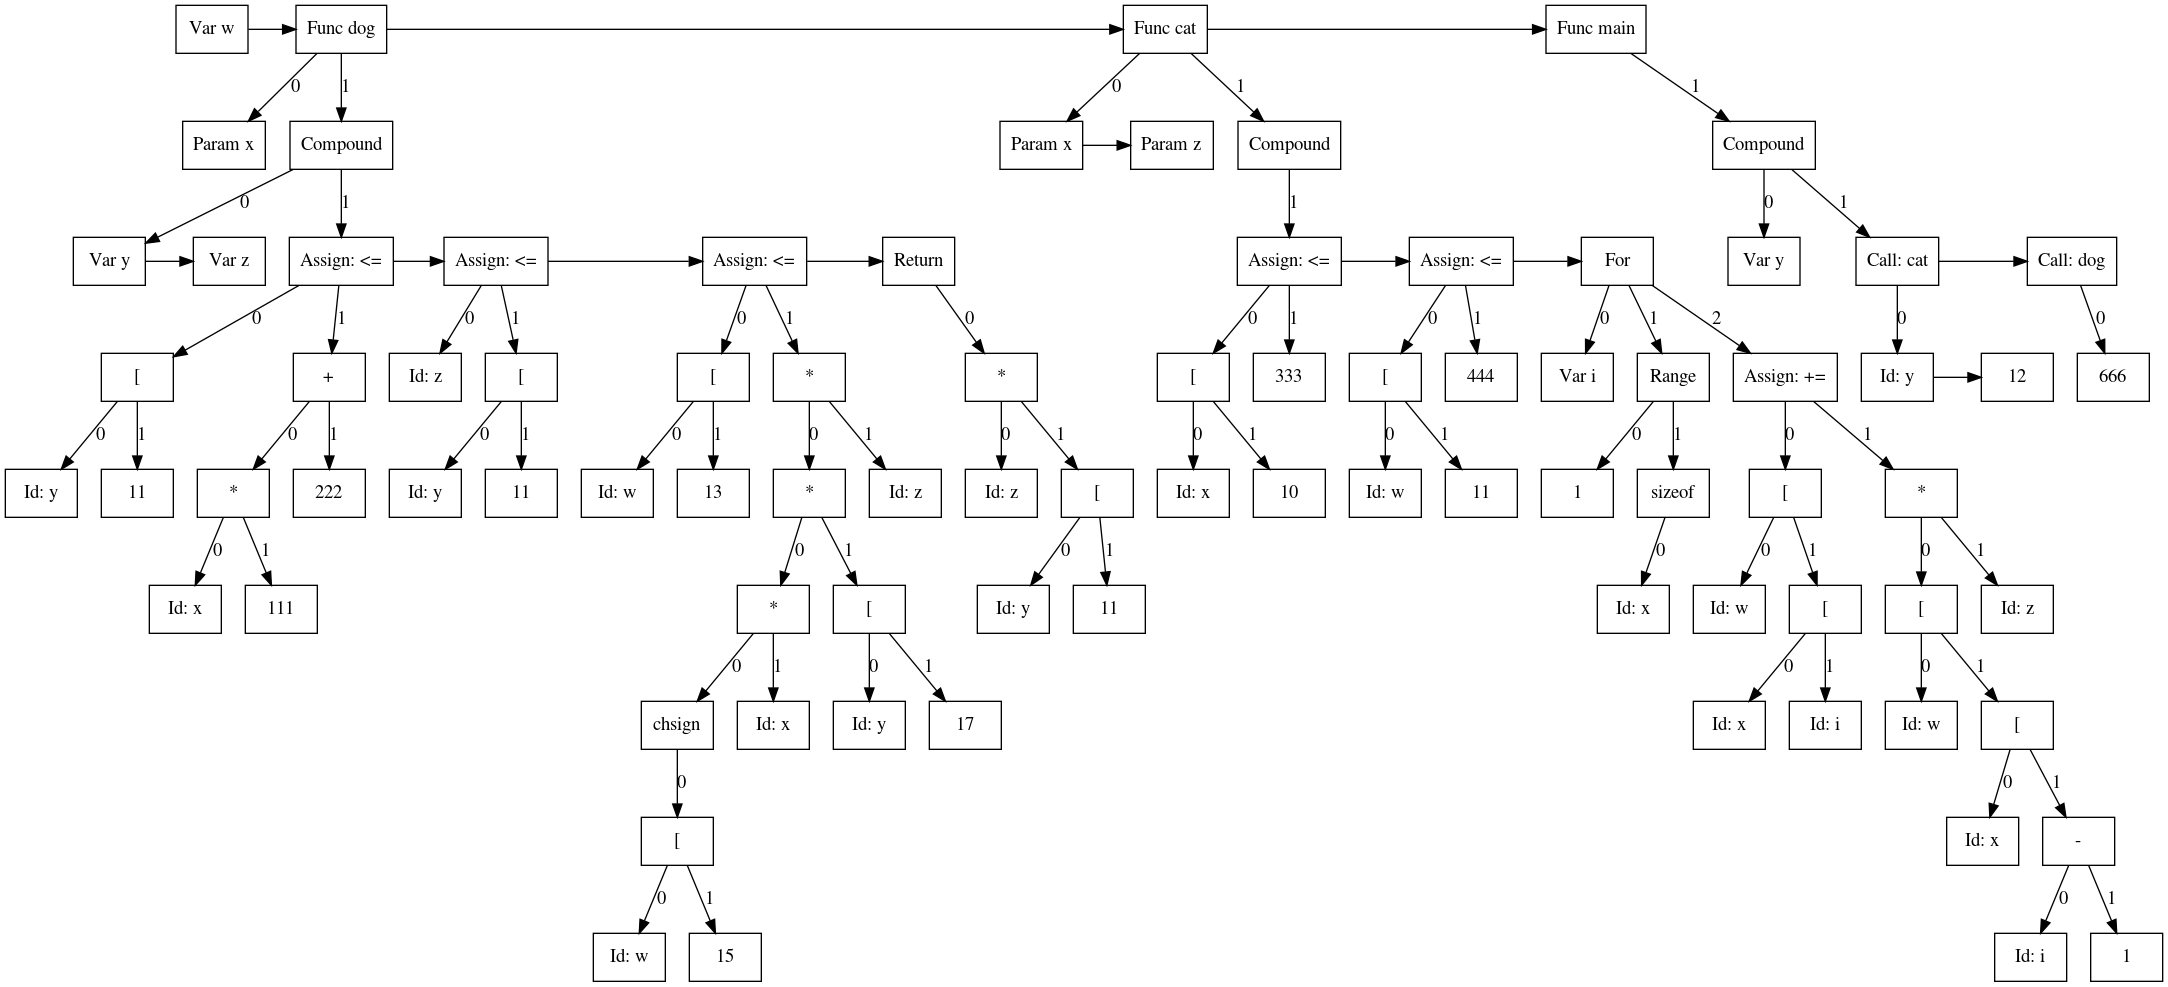 Var w Func dog Func cat Func main
0 1 0 1 1
Param x Compound Param x Param z Compound Compound
0 1 1 0 1
Var y Var z Assign: <= Assign: <= Assign: <= Return Assign: <= Assign: <= For Var y Call: cat Call: dog
0 1 0 1 0 1 0 0 1 0 1 0 1 2 0 0
[ + Id: z [ [ * * [ 333 [ 444 Var i Range Assign: += Id: y 12 666
0 1 0 1 0 1 0 1 0 1 0 1 0 1 0 1 0 1 0 1
Id: y 11 * 222 Id: y 11 Id: w 13 * Id: z Id: z [ Id: x 10 Id: w 11 1 sizeof [ *
0 1 0 1 0 1 0 0 1 0 1
Id: x 111 * [ Id: y 11 Id: x Id: w [ [ Id: z
0 1 0 1 0 1 0 1
chsign Id: x Id: y 17 Id: x Id: i Id: w [
0 0 1
[ Id: x -
0 1 0 1
Id: w 15 Id: i 1